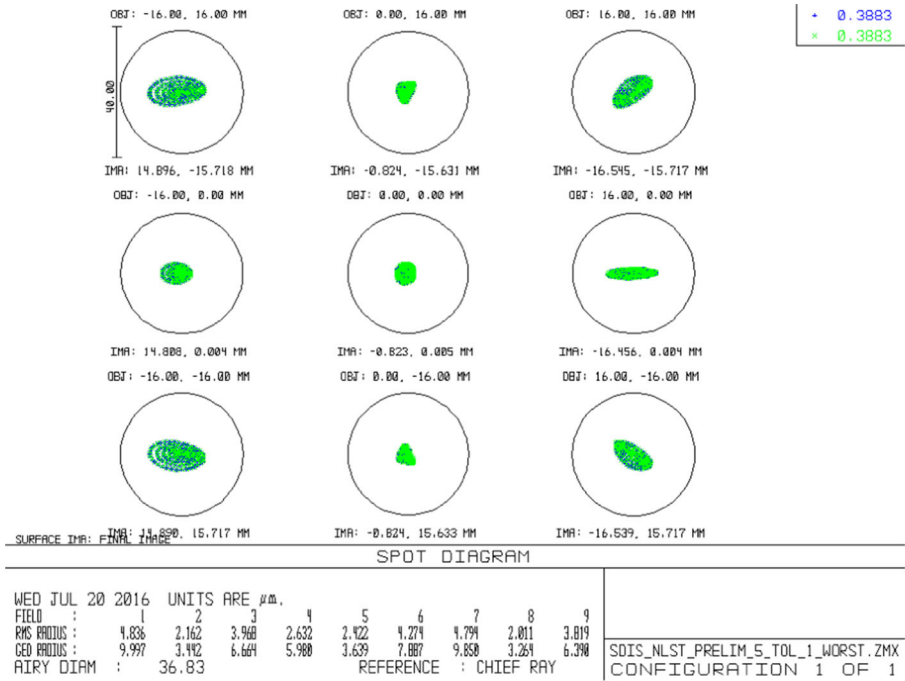 OBJ: -16.00, 16.00 MM OBJ: 0.00, 16.00 MM OBJ: 16.00, 16.00 MM
+ 0.3883
× 0.3883
40.00
IMA: 14.896, -15.718 MM IMA: -0.824, -15.631 MM IMA: -16.545, -15.717 MM
OBJ: -16.00, 0.00 MM OBJ: 0.00, 0.00 MM OBJ: 16.00, 0.00 MM
IMA: 14.808, 0.004 MM IMA: -0.823, 0.005 MM IMA: -16.456, 0.004 MM
OBJ: -16.00, -16.00 MM OBJ: 0.00, -16.00 MM OBJ: 16.00, -16.00 MM
IMA: 14.890, 15.717 MM IMA: -0.824, 15.633 MM IMA: -16.539, 15.717 MM
SURFACE IMA: FINAL IMAGE
SPOT DIAGRAM
WED JUL 20 2016 UNITS ARE µm.
FIELD : 1 2 3 4 5 6 7 8 9
RMS RADIUS : 4.836 2.162 3.968 2.632 2.422 4.274 4.794 2.011 3.819
GEO RADIUS : 9.997 3.442 6.664 5.980 3.639 7.887 9.850 3.264 6.398
AIRY DIAM : 36.83 REFERENCE : CHIEF RAY
SDIS_NLST_PRELIM_5_TOL_1_WORST.ZMX
CONFIGURATION 1 OF 1